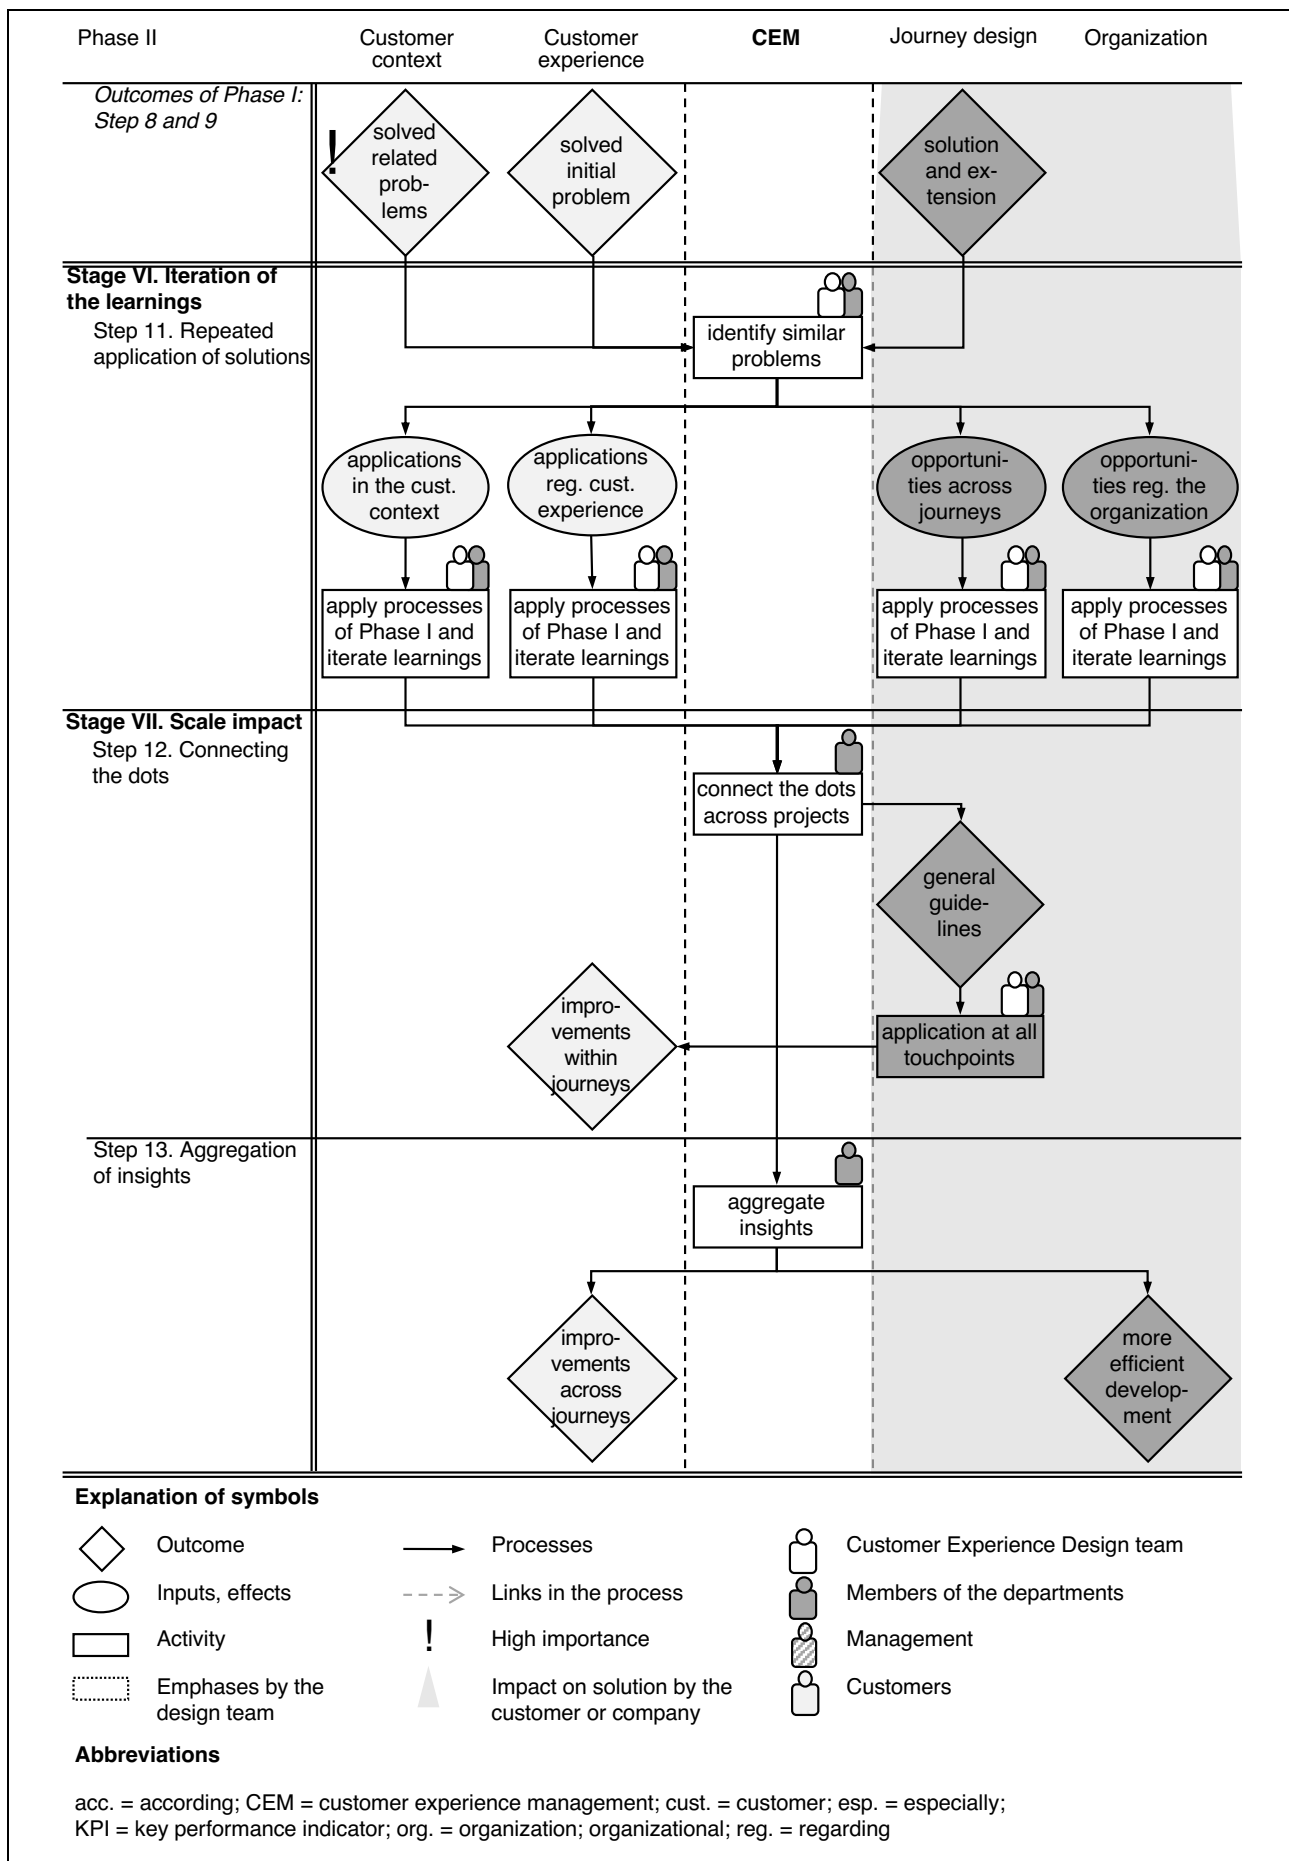 Phase II
Customer
context
Customer
experience
CEM
Journey design
Organization
Outcomes of Phase I:
Step 8 and 9
!
solved
related
prob-
lems
solved
initial
problem
solution
and ex-
tension
Stage VI. Iteration of
the learnings
Step 11. Repeated
application of solutions
identify similar
problems
applications
in the cust.
context
applications
reg. cust.
experience
opportuni-
ties across
journeys
opportuni-
ties reg. the
organization
apply processes
of Phase I and
iterate learnings
apply processes
of Phase I and
iterate learnings
apply processes
of Phase I and
iterate learnings
apply processes
of Phase I and
iterate learnings
Stage VII. Scale impact
Step 12. Connecting
the dots
connect the dots
across projects
general
guide-
lines
impro-
vements
within
journeys
application at all
touchpoints
Step 13. Aggregation
of insights
aggregate
insights
impro-
vements
across
journeys
more
efficient
develop-
ment
Explanation of symbols
Outcome
Processes
Customer Experience Design team
Inputs, effects
Links in the process
Members of the departments
Activity
!
High importance
Management
Emphases by the
design team
Impact on solution by the
customer or company
Customers
Abbreviations
acc. = according; CEM = customer experience management; cust. = customer; esp. = especially;
KPI = key performance indicator; org. = organization; organizational; reg. = regarding